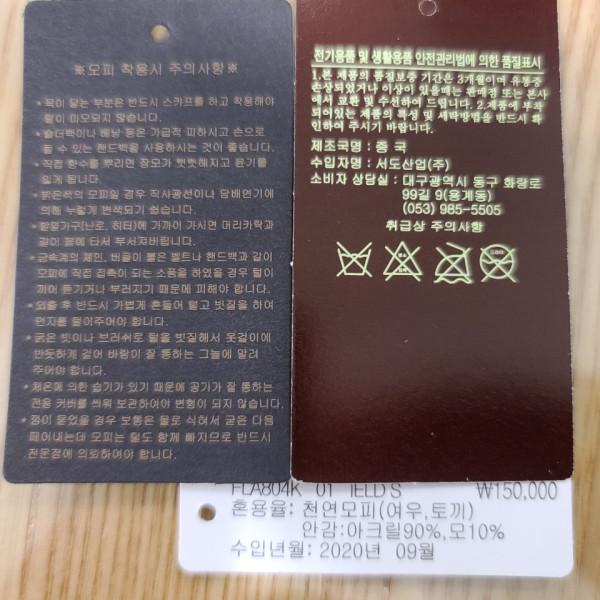 ※모피 착용시 주의사항※
* 목이 닿는 부분은 반드시 스카프를 하고 착용해야
털이 마모되지 않습니다.
* 숄더백이나 배낭 등은 가급적 피하시고 손으로
들 수 있는 핸드백을 사용하시는 것이 좋습니다.
* 직접 향수를 뿌리면 장모가 뻣뻣해지고 윤기를
잃게 됩니다.
* 밝은색의 모피일 경우 직사광선이나 담배연기에
의해 누렇게 변색되기 쉽습니다.
* 발열기구(난로, 히터)에 가까이 가시면 머리카락과
같이 끝에 타서 부서져버립니다.
* 금속계의 체인, 버클이 붙은 벨트나 핸드백과 같이
모피에 직접 접촉이 되는 소품을 하였을 경우 털이
끼어 뜯기거나 부러지기 때문에 피해야 합니다.
* 외출 후 반드시 가볍게 흔들어 털고 빗질을 하여
먼지를 털어주어야 합니다.
* 굵은 빗이나 브러쉬로 털을 빗질해서 옷걸이에
반듯하게 걸어 바람이 잘 통하는 그늘에 말려
주어야 합니다.
* 체온에 의한 습기가 있기 때문에 공기가 잘 통하는
전용 커버를 씌워 보관하여야 변형이 되지 않습니다.
* 껌이 묻었을 경우 보통은 물로 식혀서 굳은 다음
떼어내는데 모피는 털도 함께 빠지므로 반드시
전문점에 의뢰하여야 합니다.
전기용품 및 생활용품 안전관리법에 의한 품질표시
1.본 제품의 품질보증 기간은 3개월이며 유통중
손상되었거나 이상이 있을때는 판매점 또는 본사
에서 교환 및 수선하여 드립니다. 2.제품에 부착
되어있는 제품의 특성 및 세탁방법을 반드시 확
인하여 주시기 바랍니다.
제조국명 : 중 국
수입자명 : 서도산업(주)
소비자 상담실 : 대구광역시 동구 화랑로
99길 9(용계동)
(053) 985-5505
취급상 주의사항
드라이
FLA804K 01 IELD S ₩150,000
혼용율: 천연모피(여우,토끼)
안감:아크릴90%,모10%
수입년월: 2020년 09월